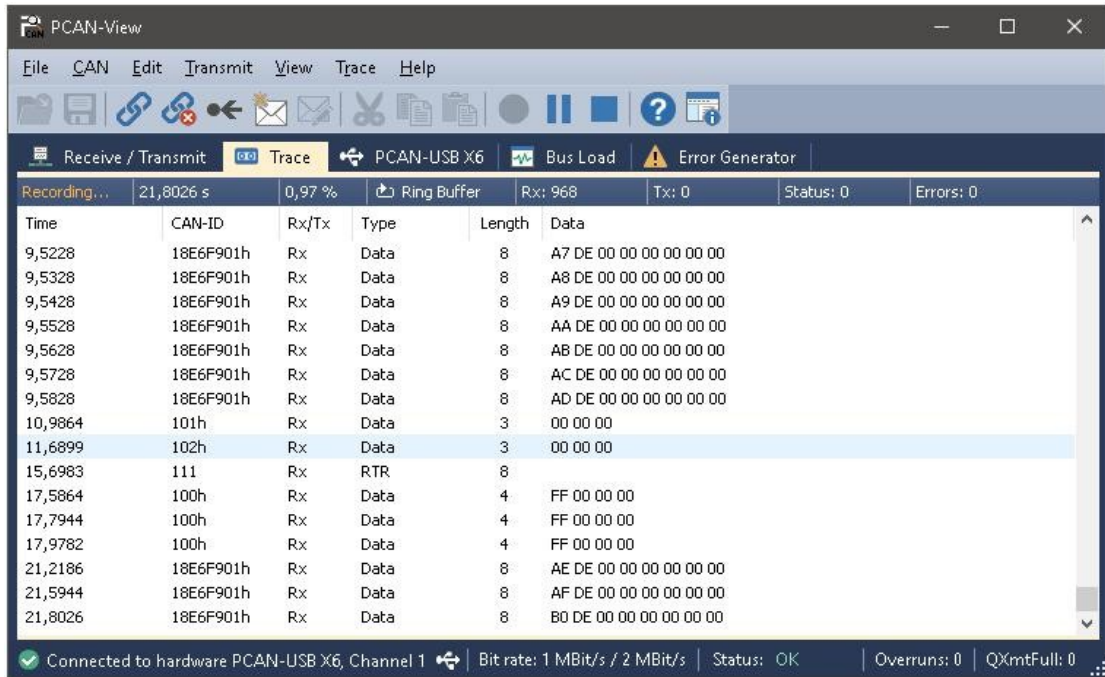 PCAN-View
File CAN Edit Transmit View Trace Help
Receive / Transmit Trace PCAN-USB X6 Bus Load Error Generator
Recording... 21,8026 s 0,97 % Ring Buffer Rx: 968 Tx: 0 Status: 0 Errors: 0
Time CAN-ID Rx/Tx Type Length Data
9,5228 18E6F901h Rx Data 8 A7 DE 00 00 00 00 00 00
9,5328 18E6F901h Rx Data 8 A8 DE 00 00 00 00 00 00
9,5428 18E6F901h Rx Data 8 A9 DE 00 00 00 00 00 00
9,5528 18E6F901h Rx Data 8 AA DE 00 00 00 00 00 00
9,5628 18E6F901h Rx Data 8 AB DE 00 00 00 00 00 00
9,5728 18E6F901h Rx Data 8 AC DE 00 00 00 00 00 00
9,5828 18E6F901h Rx Data 8 AD DE 00 00 00 00 00 00
10,9864 101h Rx Data 3 00 00 00
11,6899 102h Rx Data 3 00 00 00
15,6983 111 Rx RTR 8
17,5864 100h Rx Data 4 FF 00 00 00
17,7944 100h Rx Data 4 FF 00 00 00
17,9782 100h Rx Data 4 FF 00 00 00
21,2186 18E6F901h Rx Data 8 AE DE 00 00 00 00 00 00
21,5944 18E6F901h Rx Data 8 AF DE 00 00 00 00 00 00
21,8026 18E6F901h Rx Data 8 B0 DE 00 00 00 00 00 00
Connected to hardware PCAN-USB X6, Channel 1 Bit rate: 1 MBit/s / 2 MBit/s Status: OK Overruns: 0 QXmtFull: 0